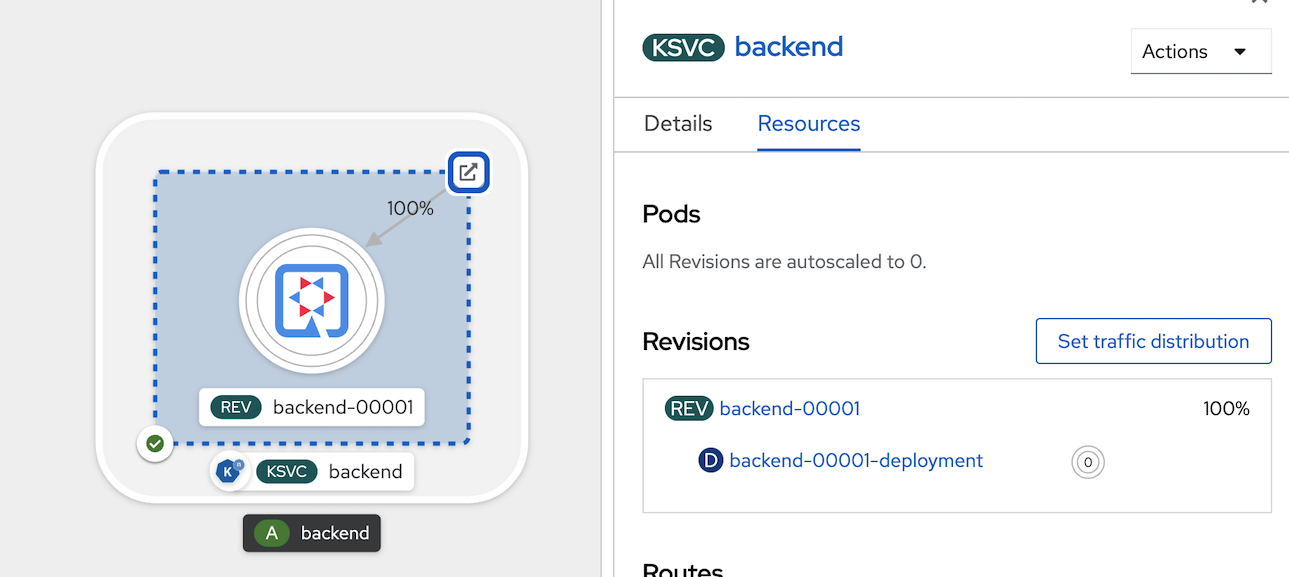 100%
REV backend-00001
K n KSVC backend
A backend
KSVC backend
Actions
Details Resources
Pods
All Revisions are autoscaled to 0.
Revisions
Set traffic distribution
REV backend-00001 100%
D backend-00001-deployment 0
Routes